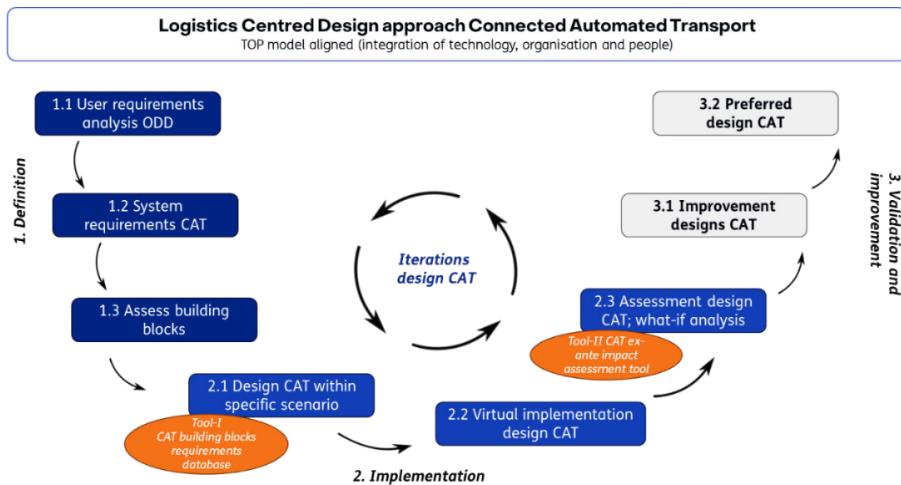 Logistics Centred Design approach Connected Automated Transport
TOP model aligned (integration of technology, organisation and people)
1. Definition
1.1 User requirements
analysis ODD
1.2 System
requirements CAT
1.3 Assess building
blocks
2.1 Design CAT within
specific scenario
Tool-I
CAT building blocks
requirements
database
2. Implementation
2.2 Virtual implementation
design CAT
Iterations
design CAT
2.3 Assessment design
CAT; what-if analysis
Tool-II CAT ex-
ante impact
assessment tool
3.1 Improvement
designs CAT
3.2 Preferred
design CAT
3. Validation and
improvement